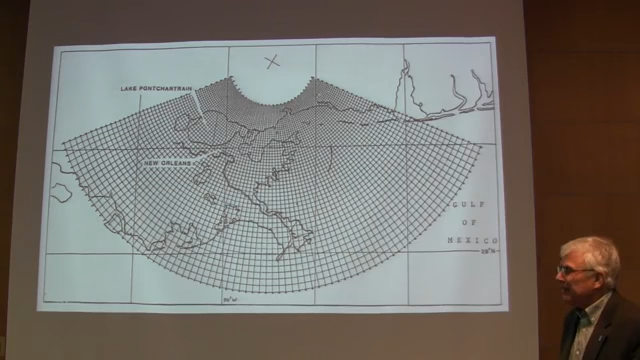 LAKE PONTCHARTRAIN
NEW ORLEANS
GULF
OF
MEXICO